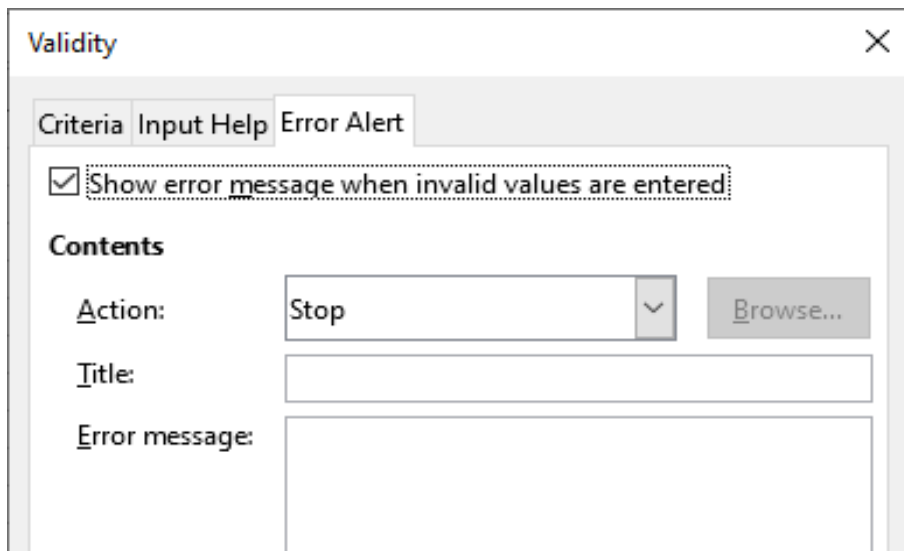 Validity
Criteria Input Help Error Alert
Show error message when invalid values are entered
Contents
Action: Stop Browse...
Title:
Error message: